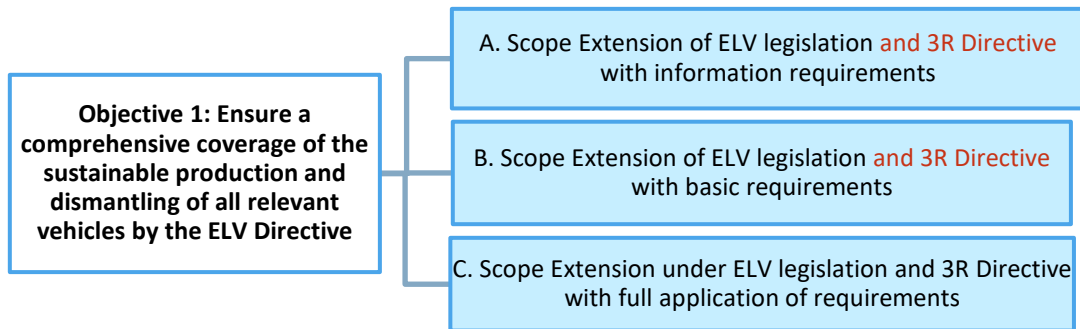 Objective 1: Ensure a
comprehensive coverage of the
sustainable production and
dismantling of all relevant
vehicles by the ELV Directive
A. Scope Extension of ELV legislation and 3R Directive
with information requirements
B. Scope Extension of ELV legislation and 3R Directive
with basic requirements
C. Scope Extension under ELV legislation and 3R Directive
with full application of requirements